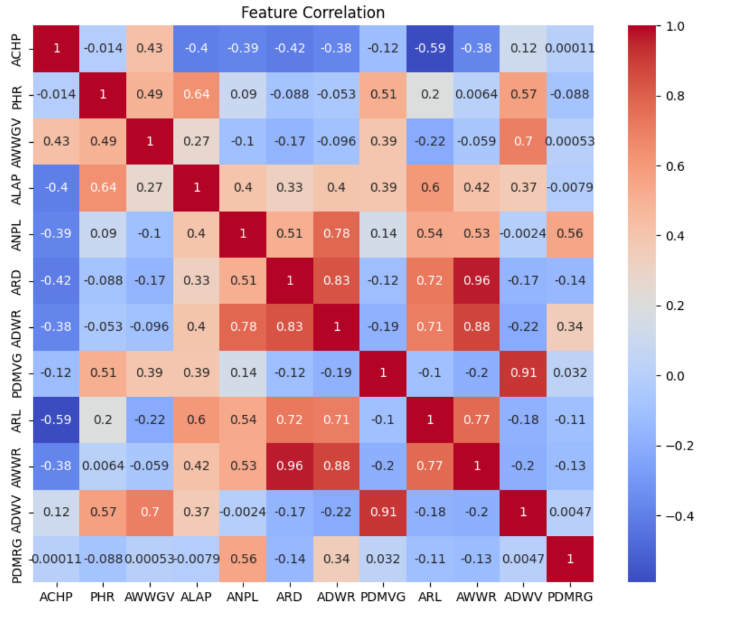 Feature Correlation
ACHP 1 -0.014 0.43 -0.4 -0.39 -0.42 -0.38 -0.12 -0.59 -0.38 0.12 0.00011
PHR -0.014 1 0.49 0.64 0.09 -0.088 -0.053 0.51 0.2 0.0064 0.57 -0.088
AWWGV 0.43 0.49 1 0.27 -0.1 -0.17 -0.096 0.39 -0.22 -0.059 0.7 0.00053
ALAP -0.4 0.64 0.27 1 0.4 0.33 0.4 0.39 0.6 0.42 0.37 -0.0079
ANPL -0.39 0.09 -0.1 0.4 1 0.51 0.78 0.14 0.54 0.53 -0.0024 0.56
ARD -0.42 -0.088 -0.17 0.33 0.51 1 0.83 -0.12 0.72 0.96 -0.17 -0.14
ADWR -0.38 -0.053 -0.096 0.4 0.78 0.83 1 -0.19 0.71 0.88 -0.22 0.34
PDMVG -0.12 0.51 0.39 0.39 0.14 -0.12 -0.19 1 -0.1 -0.2 0.91 0.032
ARL -0.59 0.2 -0.22 0.6 0.54 0.72 0.71 -0.1 1 0.77 -0.18 -0.11
AWWR -0.38 0.0064 -0.059 0.42 0.53 0.96 0.88 -0.2 0.77 1 -0.2 -0.13
ADWV 0.12 0.57 0.7 0.37 -0.0024 -0.17 -0.22 0.91 -0.18 -0.2 1 0.0047
PDMRG -0.00011 -0.088 0.00053 -0.0079 0.56 -0.14 0.34 0.032 -0.11 -0.13 0.0047 1
ACHP PHR AWWGV ALAP ANPL ARD ADWR PDMVG ARL AWWR ADWV PDMRG
1.0
0.8
0.6
0.4
0.2
0.0
−0.2
−0.4